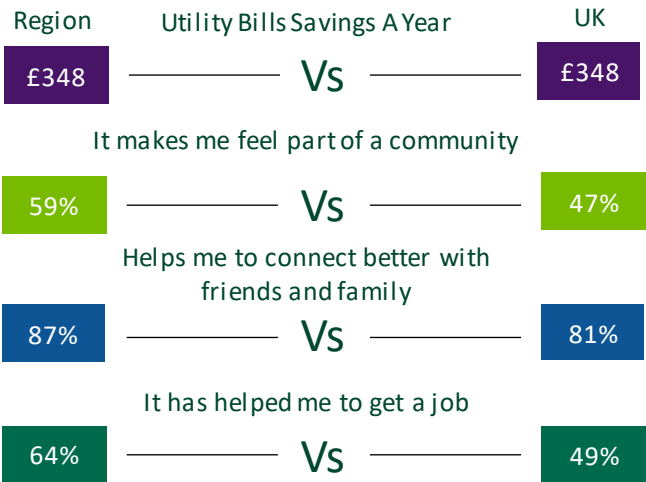 Region Utility Bills Savings A Year UK
£348 Vs £348
It makes me feel part of a community
59% Vs 47%
Helps me to connect better with
friends and family
87% Vs 81%
It has helped me to get a job
64% Vs 49%